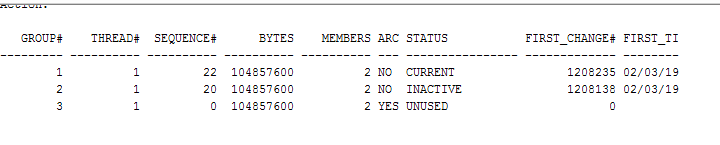 Action:
GROUP# THREAD# SEQUENCE# BYTES MEMBERS ARC STATUS FIRST_CHANGE# FIRST_TI
---------- ---------- ---------- ---------- ---------- --- ---------------- ------------- --------
1 1 22 104857600 2 NO CURRENT 1208235 02/03/19
2 1 20 104857600 2 NO INACTIVE 1208138 02/03/19
3 1 0 104857600 2 YES UNUSED 0